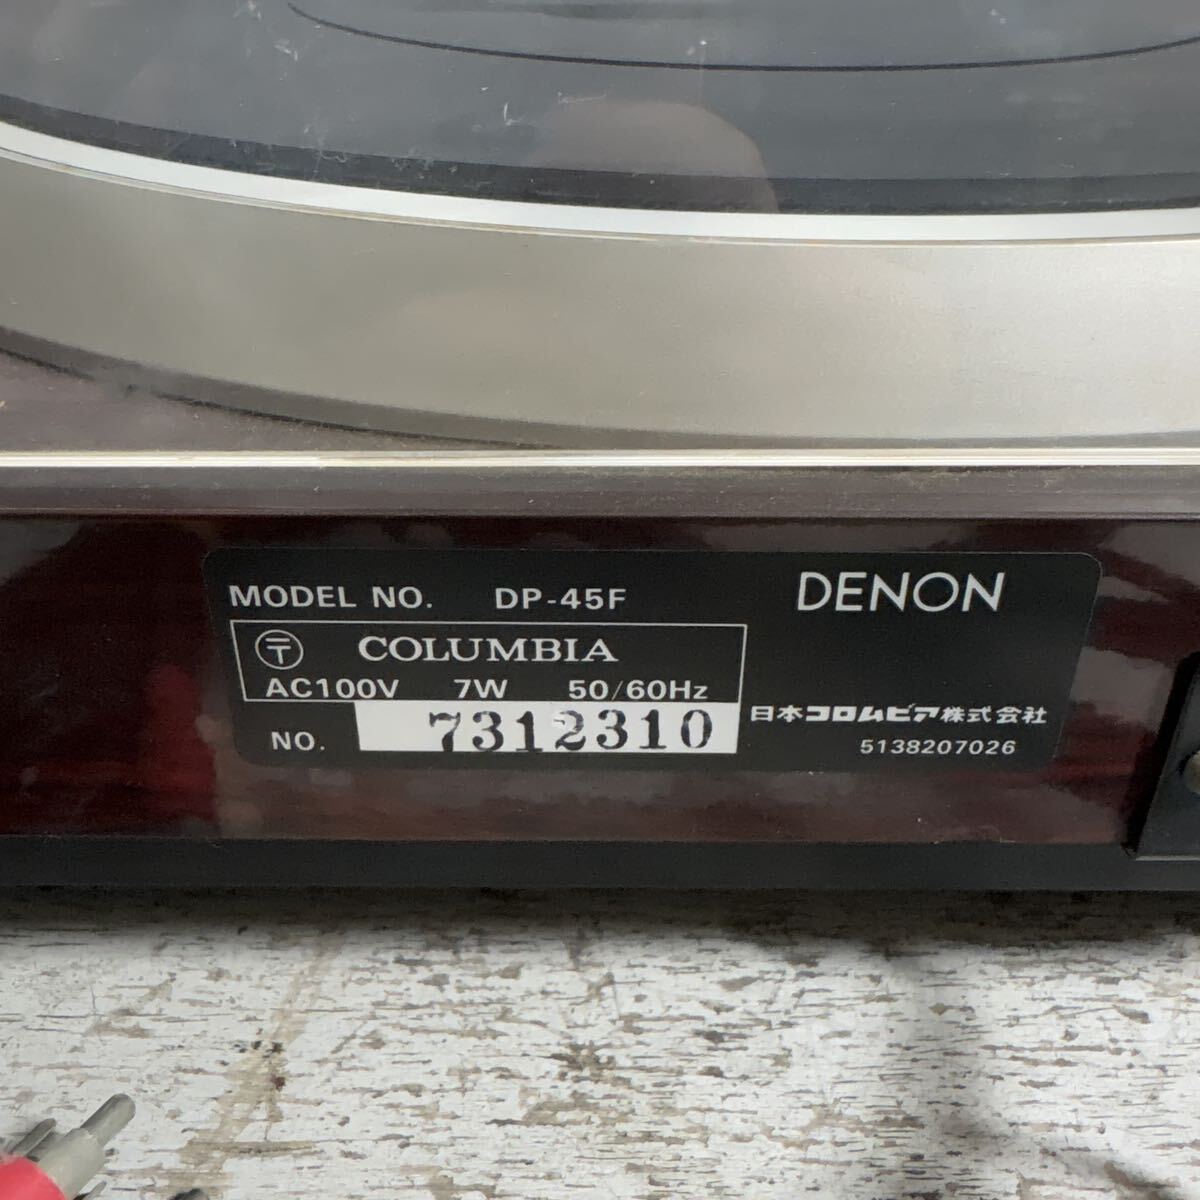 MODEL NO. DP-45F
DENON
〒 COLUMBIA
AC100V 7W 50/60Hz
NO. 7312310
日本コロムビア株式会社
5138207026